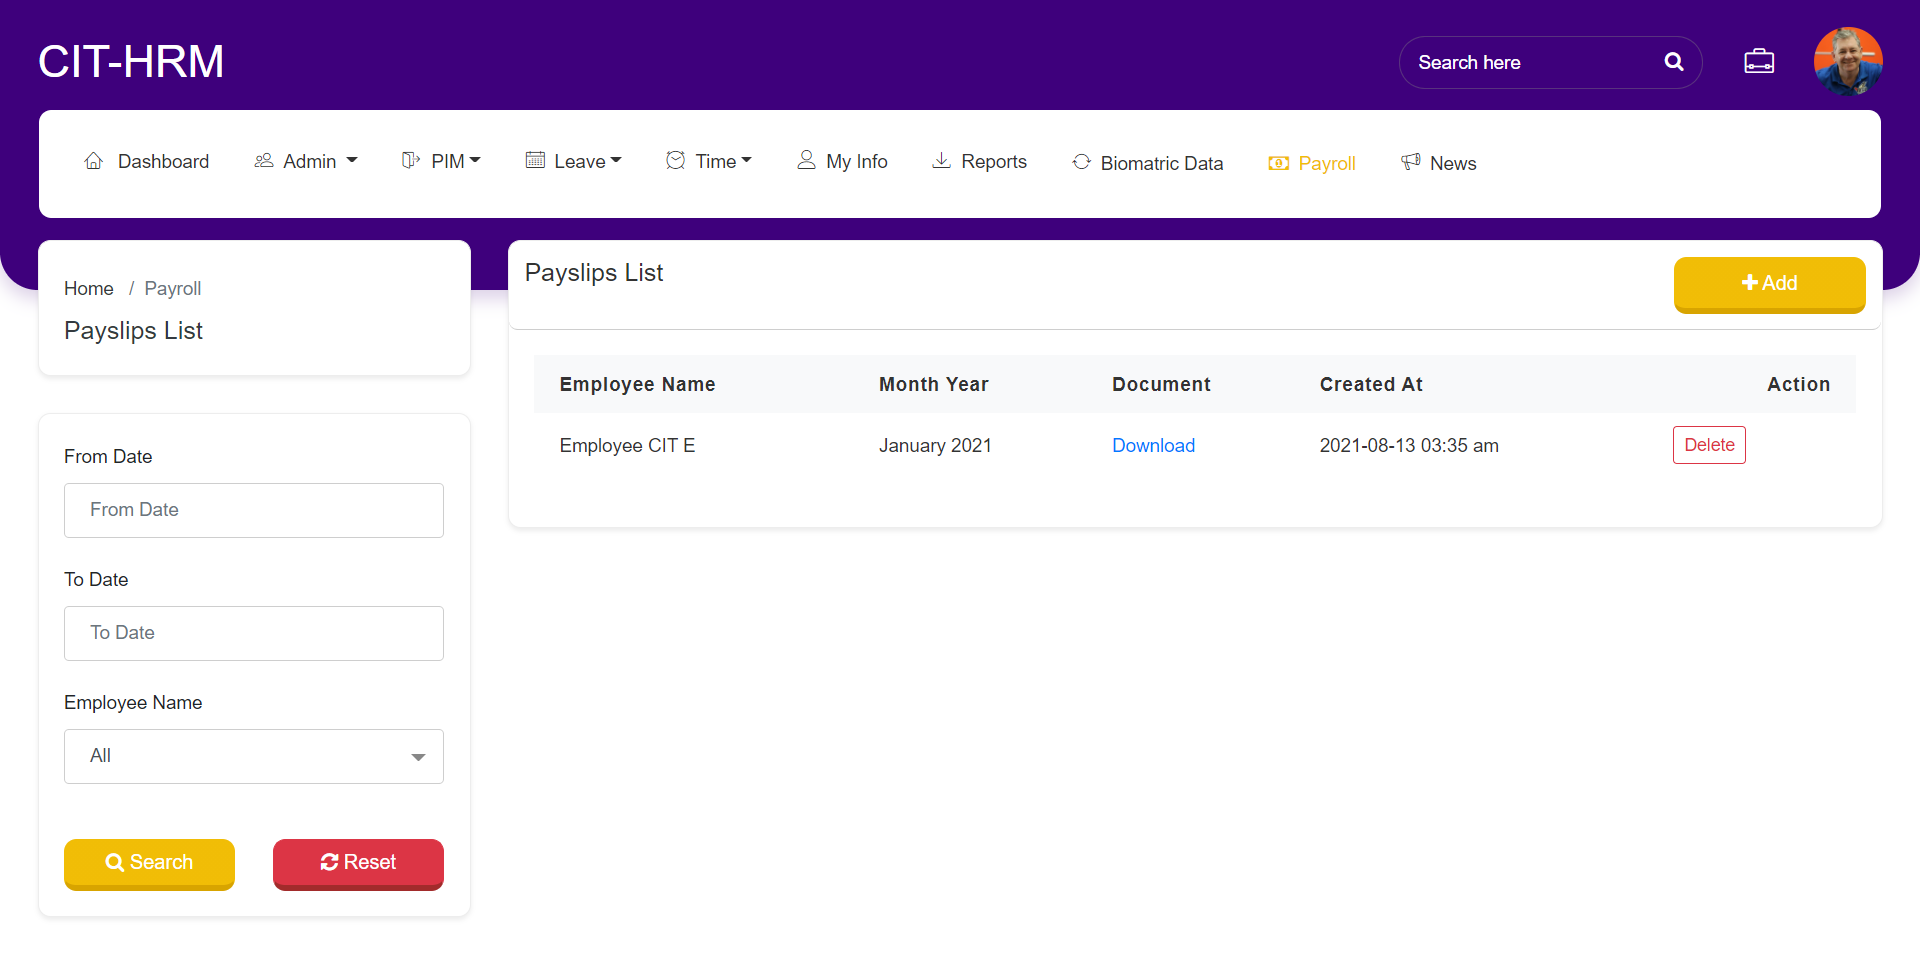 CIT-HRM
Search here
Dashboard Admin PIM Leave Time My Info Reports Biomatric Data Payroll News
Home / Payroll
Payslips List
From Date
From Date
To Date
To Date
Employee Name
All
Search Reset
Payslips List
Add
Employee Name Month Year Document Created At Action
Employee CIT E January 2021 Download 2021-08-13 03:35 am Delete